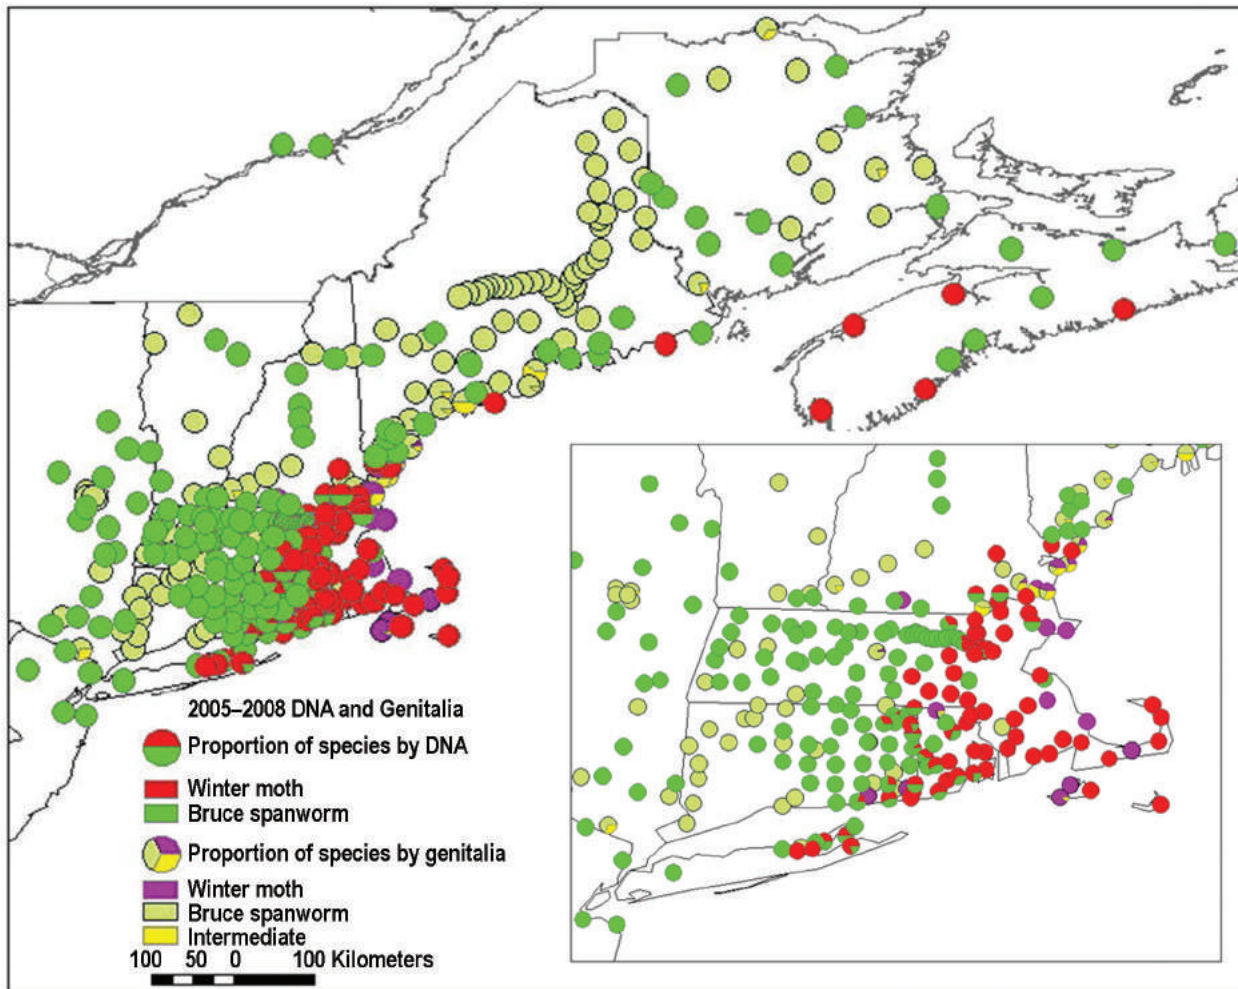 2005–2008 DNA and Genitalia
Proportion of species by DNA
Winter moth
Bruce spanworm
Proportion of species by genitalia
Winter moth
Bruce spanworm
Intermediate
100 50 0 100 Kilometers